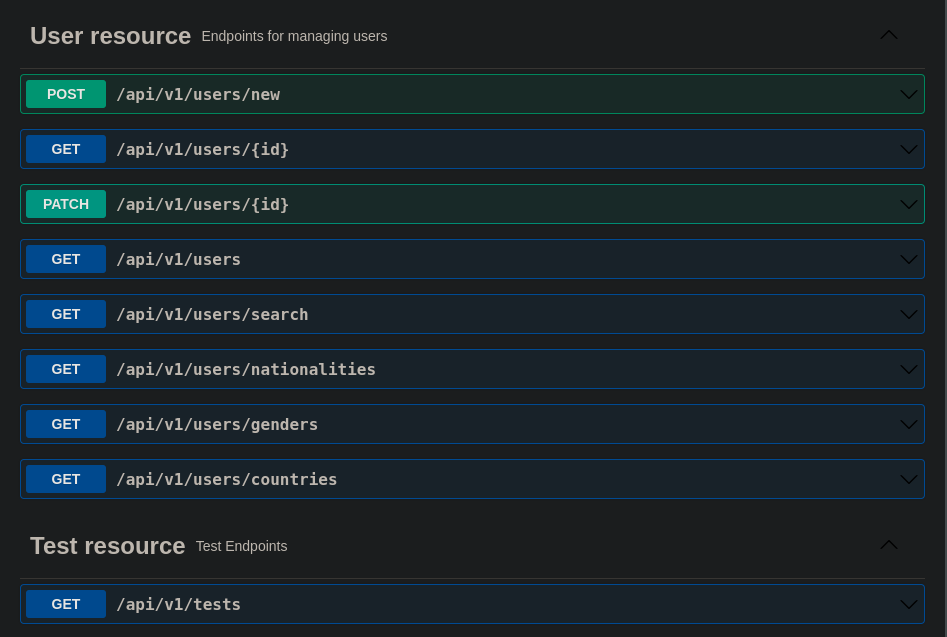 User resource Endpoints for managing users
POST /api/v1/users/new
GET /api/v1/users/{id}
PATCH /api/v1/users/{id}
GET /api/v1/users
GET /api/v1/users/search
GET /api/v1/users/nationalities
GET /api/v1/users/genders
GET /api/v1/users/countries
Test resource Test Endpoints
GET /api/v1/tests